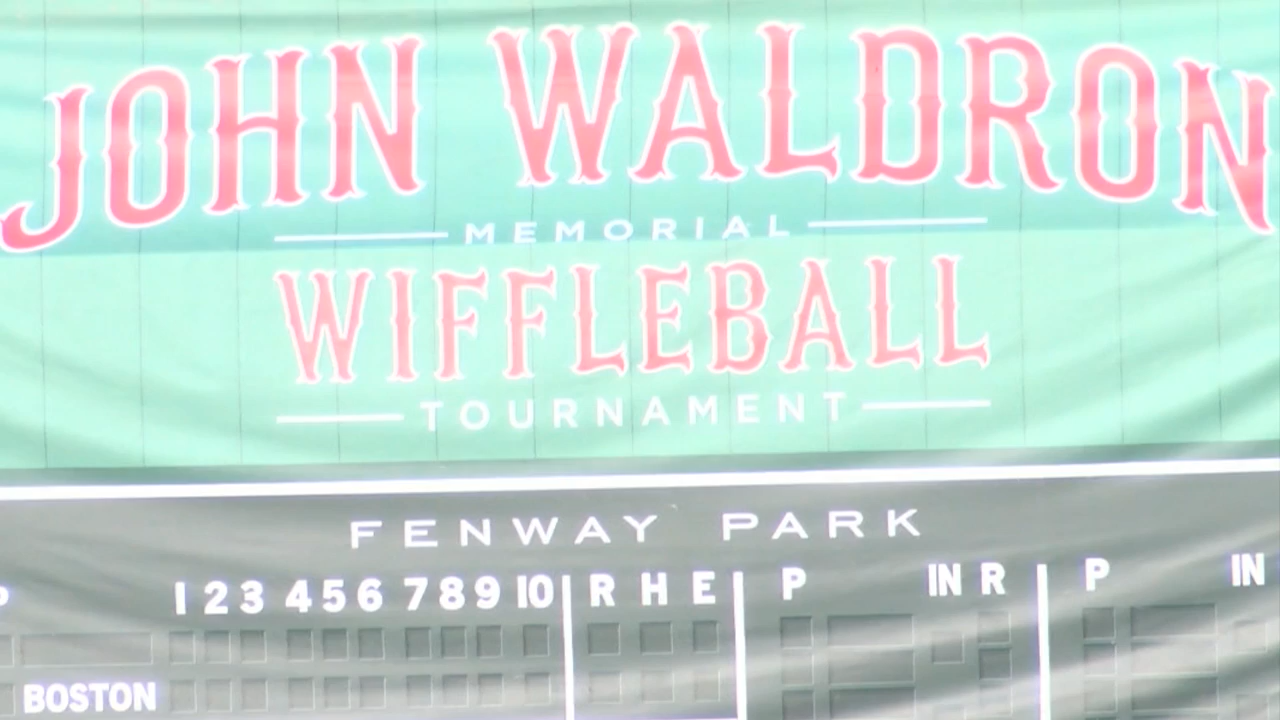 JOHN WALDRON
MEMORIAL
WIFFLEBALL
TOURNAMENT
FENWAY PARK
P 1 2 3 4 5 6 7 8 9 10 R H E P IN R P IN
BOSTON